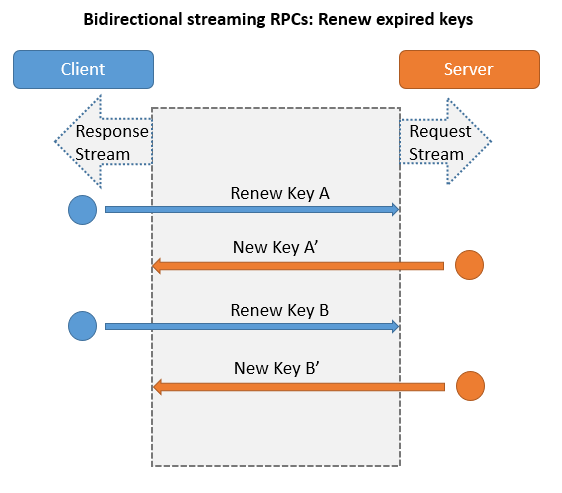 Bidirectional streaming RPCs: Renew expired keys
Client
Server
Response
Stream
Request
Stream
Renew Key A
New Key A’
Renew Key B
New Key B’